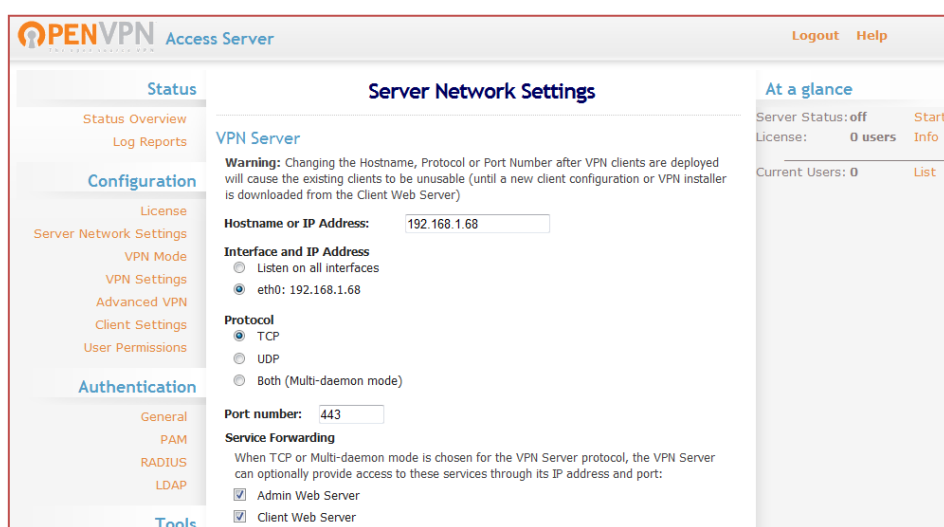 OPENVPN Access Server
Logout Help
Status
Status Overview
Log Reports
Configuration
License
Server Network Settings
VPN Mode
VPN Settings
Advanced VPN
Client Settings
User Permissions
Authentication
General
PAM
RADIUS
LDAP
Tools
Server Network Settings
VPN Server
Warning: Changing the Hostname, Protocol or Port Number after VPN clients are deployed
will cause the existing clients to be unusable (until a new client configuration or VPN installer
is downloaded from the Client Web Server)
Hostname or IP Address: 192.168.1.68
Interface and IP Address
Listen on all interfaces
eth0: 192.168.1.68
Protocol
TCP
UDP
Both (Multi-daemon mode)
Port number: 443
Service Forwarding
When TCP or Multi-daemon mode is chosen for the VPN Server protocol, the VPN Server
can optionally provide access to these services through its IP address and port:
Admin Web Server
Client Web Server
At a glance
Server Status: off Start
License: 0 users Info
Current Users: 0 List